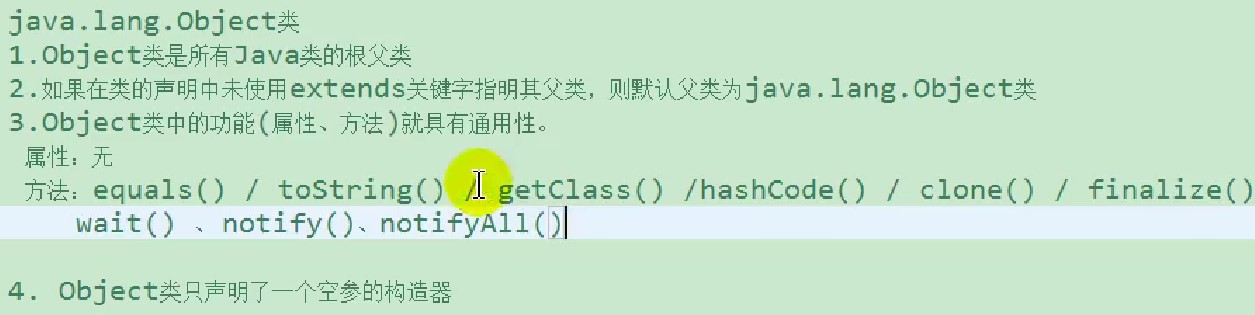 java.lang.Object类
1.Object类是所有Java类的根父类
2.如果在类的声明中未使用extends关键字指明其父类，则默认父类为java.lang.Object类
3.Object类中的功能(属性、方法)就具有通用性。
属性：无
方法：equals() / toString() / getClass() /hashCode() / clone() / finalize()
wait() 、notify()、notifyAll()
4. Object类只声明了一个空参的构造器